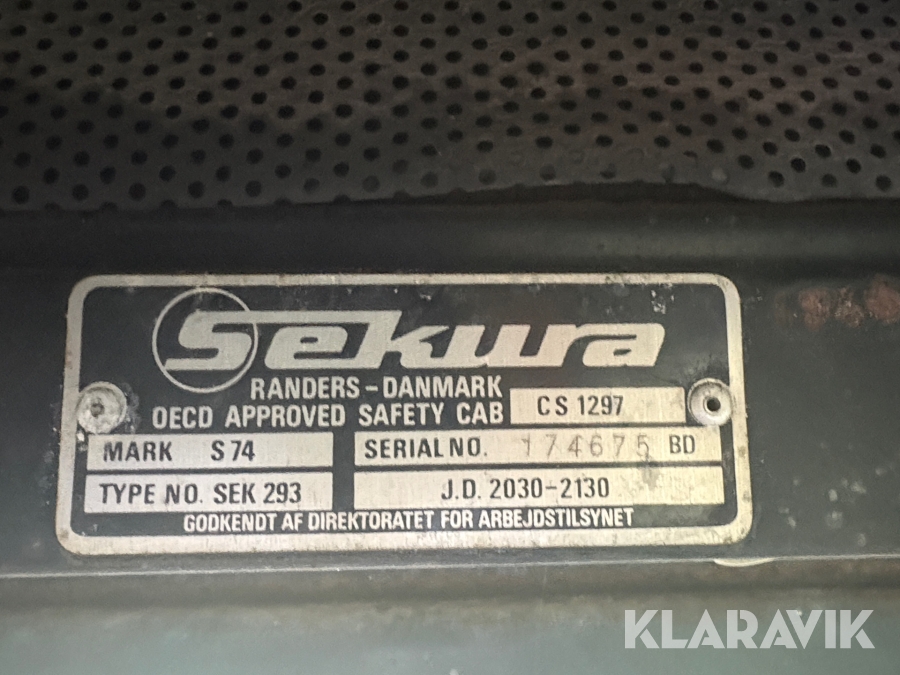 Sekura
RANDERS-DANMARK
OECD APPROVED SAFETY CAB CS 1297
MARK S 74 SERIAL NO. 174675 BD
TYPE NO. SEK 293 J.D. 2030-2130
GODKENDT AF DIREKTORATET FOR ARBEJDSTILSYNET
KLARAVIK